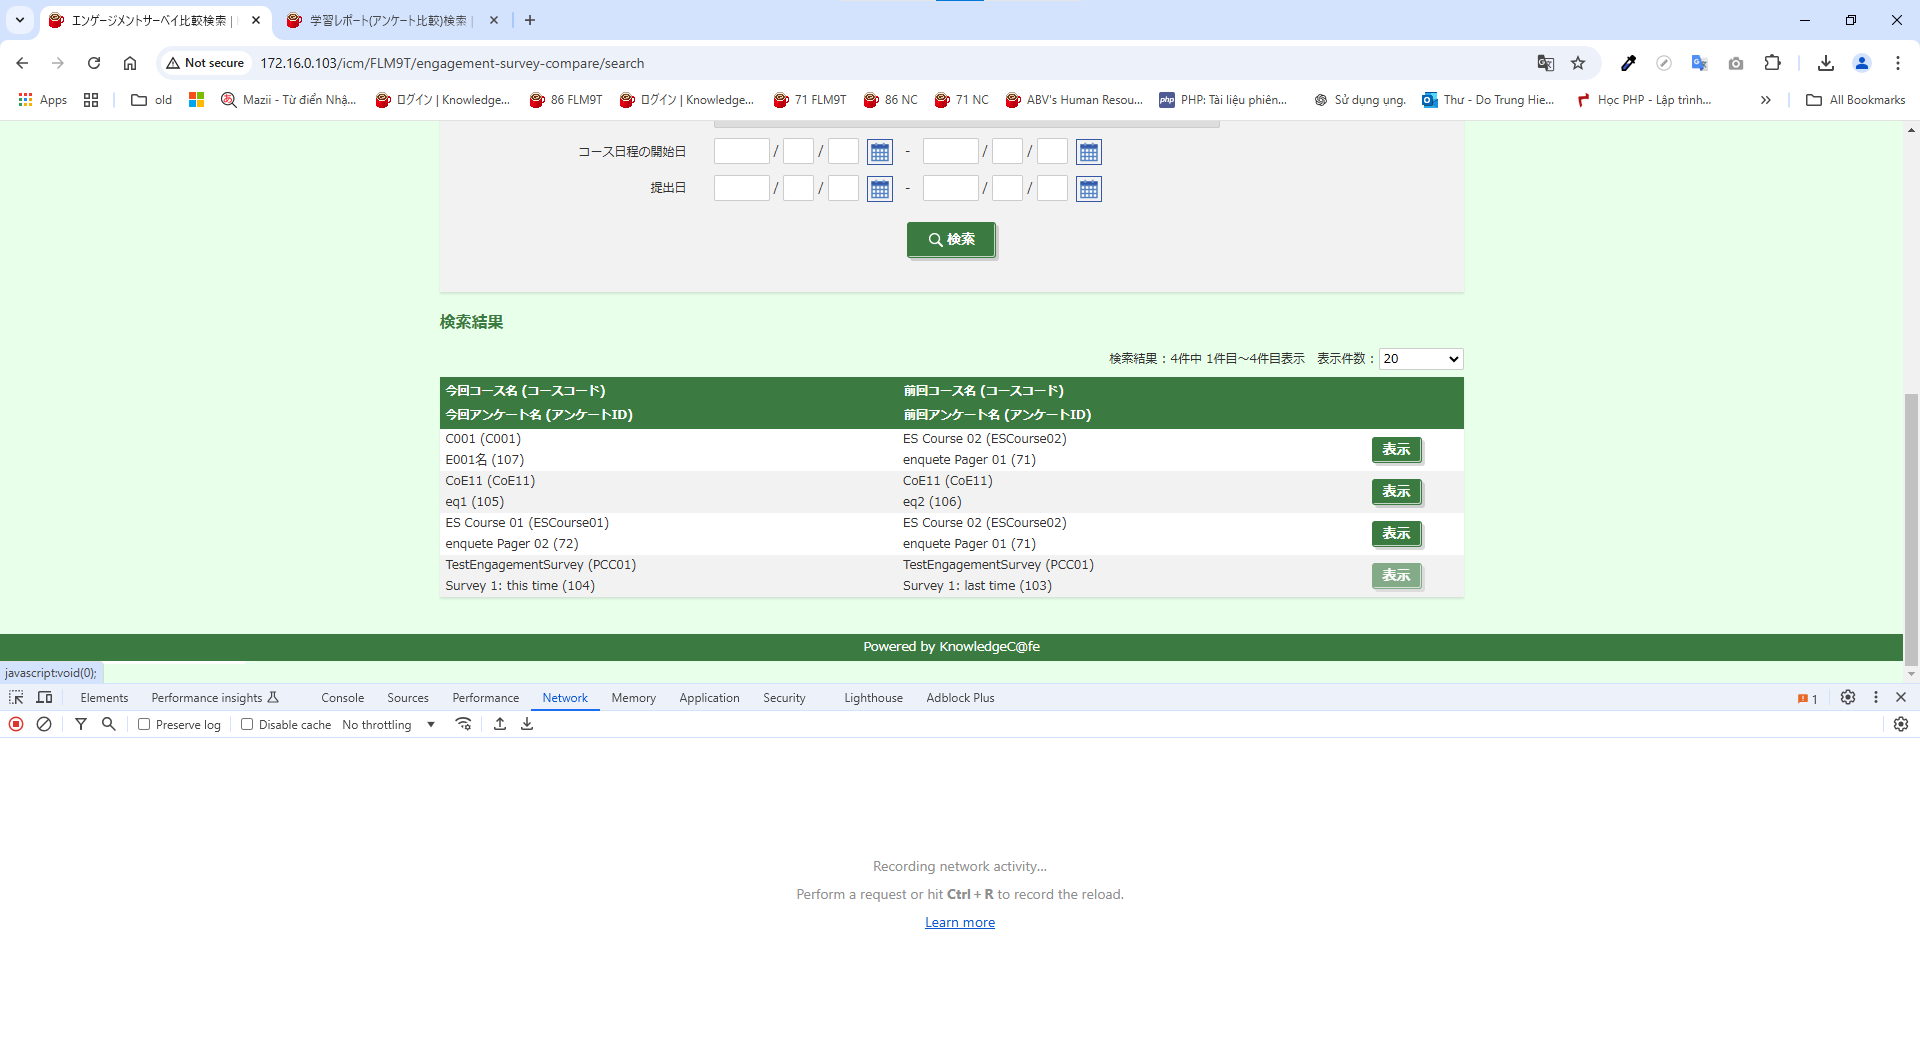 エンゲージメントサーベイ比較検索 |
学習レポート(アンケート比較)検索 |
Not secure
172.16.0.103/icm/FLM9T/engagement-survey-compare/search
Apps
old
Mazii - Từ điển Nhậ...
ログイン | Knowledge...
86 FLM9T
ログイン | Knowledge...
71 FLM9T
86 NC
71 NC
ABV's Human Resou...
php PHP: Tài liệu phiên...
Sử dụng ụng.
Thư - Do Trung Hie...
Học PHP - Lập trình...
All Bookmarks
コース日程の開始日 / / - / /
提出日 / / - / /
検索
検索結果
検索結果：4件中 1件目～4件目表示 表示件数： 20
今回コース名 (コースコード) 前回コース名 (コースコード)
今回アンケート名 (アンケートID) 前回アンケート名 (アンケートID)
C001 (C001) ES Course 02 (ESCourse02)
E001名 (107) enquete Pager 01 (71)
表示
CoE11 (CoE11) CoE11 (CoE11)
eq1 (105) eq2 (106)
表示
ES Course 01 (ESCourse01) ES Course 02 (ESCourse02)
enquete Pager 02 (72) enquete Pager 01 (71)
表示
TestEngagementSurvey (PCC01) TestEngagementSurvey (PCC01)
Survey 1: this time (104) Survey 1: last time (103)
表示
Powered by KnowledgeC@fe
javascript:void(0);
Elements Performance insights Console Sources Performance Network Memory Application Security Lighthouse Adblock Plus 1
Preserve log Disable cache No throttling
Recording network activity...
Perform a request or hit Ctrl + R to record the reload.
Learn more